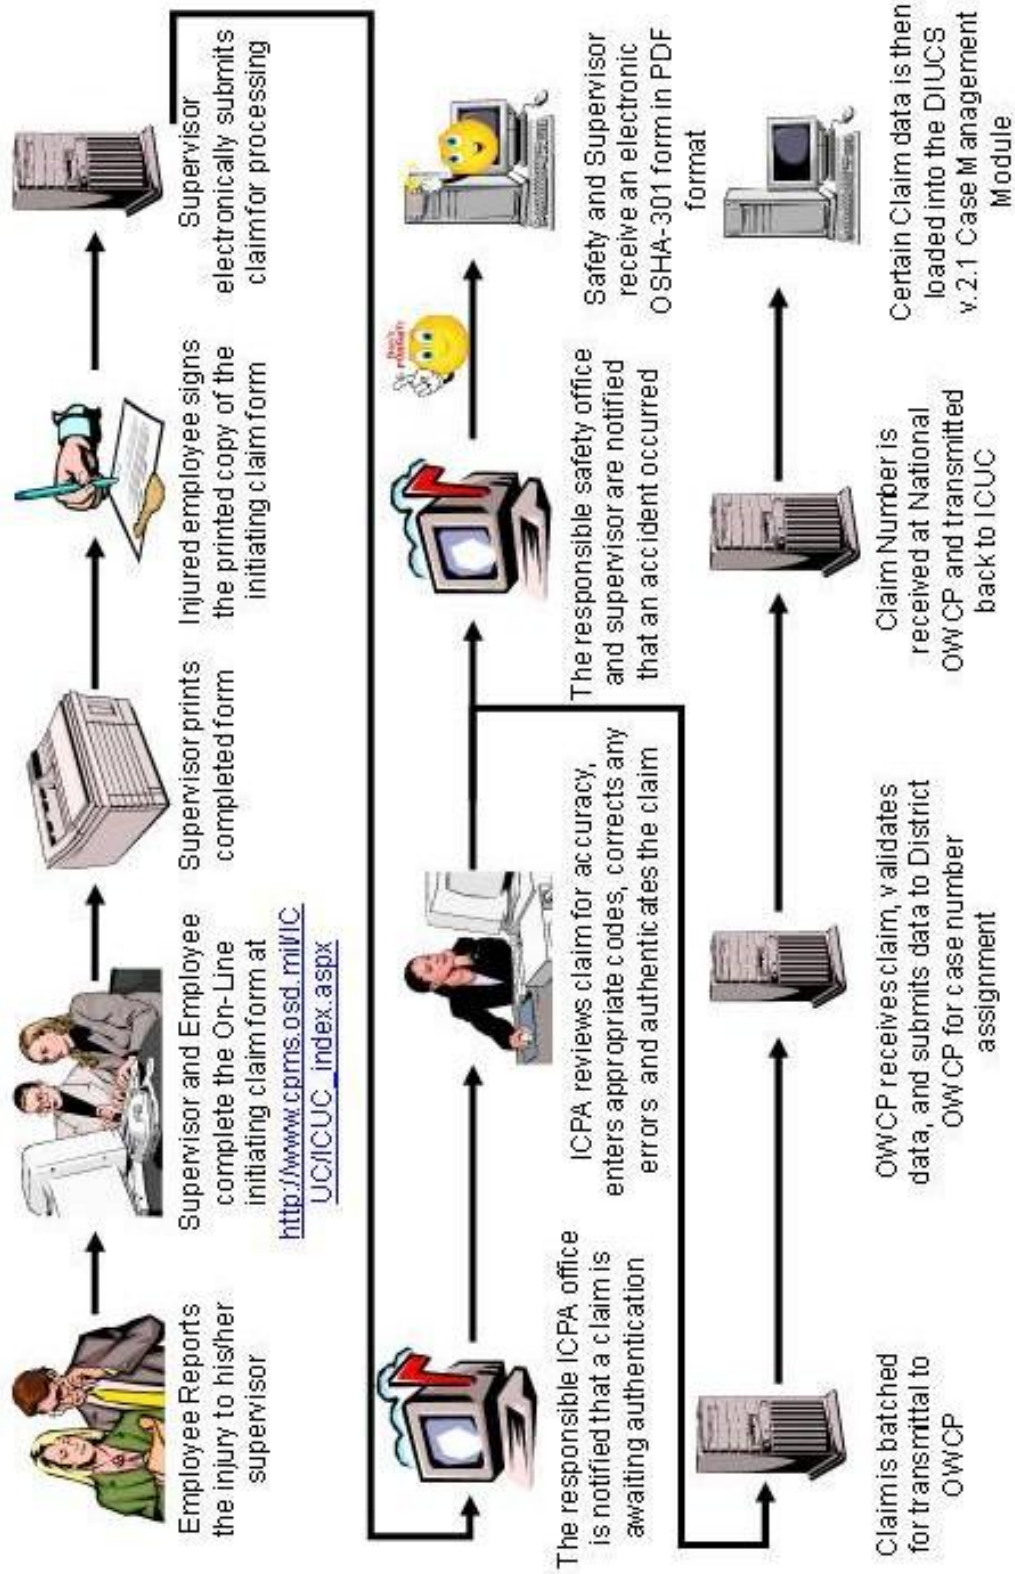 Employee Reports
the injury to his/her
supervisor
Supervisor and Employee
complete the On-Line
initiating claim form at
http://www.cpms.osd.mil/IC
UC/ICUC_index.aspx
Supervisor prints
completed form
Injured employee signs
the printed copy of the
initiating claim form
Supervisor
electronically submits
claim for processing
The responsible ICPA office
is notified that a claim is
awaiting authentication
ICPA reviews claim for accuracy,
enters appropriate codes, corrects any
errors and authenticates the claim
The responsible safety office
and supervisor are notified
that an accident occurred
Safety and Supervisor
receive an electronic
OSHA-301 form in PDF
format
Claim is batched
for transmittal to
OWCP
OWCP receives claim, validates
data, and submits data to District
OWCP for case number
assignment
Claim Number is
received at National
OWCP and transmitted
back to ICUC
Certain Claim data is then
loaded into the DIUCS
v.2.1 Case Management
Module